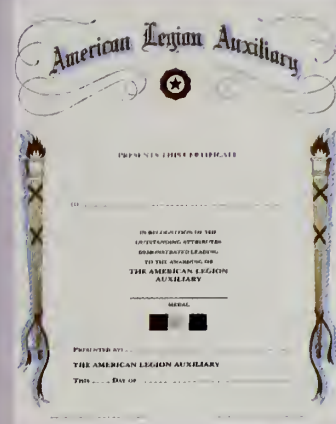 American Legion Auxiliary
PRESENTS THIS CERTIFICATE
TO
IN RECOGNITION OF THE
OUTSTANDING ATTRIBUTES
DEMONSTRATED LEADING
TO THE AWARDING OF
THE AMERICAN LEGION
AUXILIARY
MEDAL
PRESENTED BY:
THE AMERICAN LEGION AUXILIARY
THIS ..... DAY OF